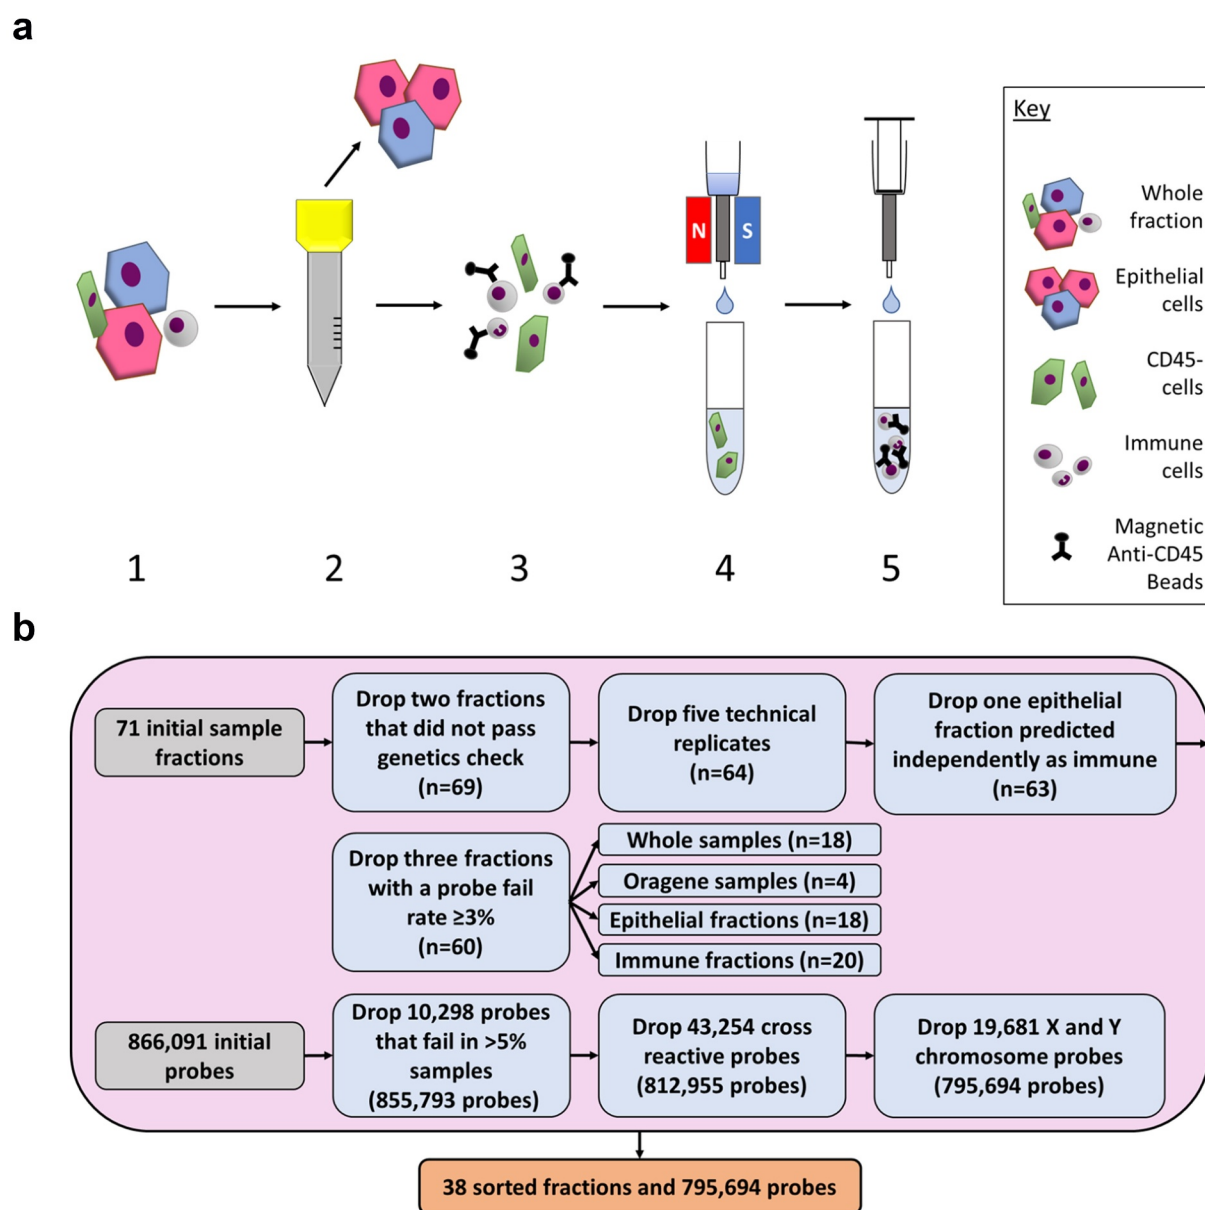 a
N
S
Key
Whole
fraction
Epithelial
cells
CD45-
cells
Immune
cells
Magnetic
Anti-CD45
Beads
1
2
3
4
5
b
71 initial sample
fractions
Drop two fractions
that did not pass
genetics check
(n=69)
Drop five technical
replicates
(n=64)
Drop one epithelial
fraction predicted
independently as immune
(n=63)
Drop three fractions
with a probe fail
rate ≥3%
(n=60)
Whole samples (n=18)
Oragene samples (n=4)
Epithelial fractions (n=18)
Immune fractions (n=20)
866,091 initial
probes
Drop 10,298 probes
that fail in >5%
samples
(855,793 probes)
Drop 43,254 cross
reactive probes
(812,955 probes)
Drop 19,681 X and Y
chromosome probes
(795,694 probes)
38 sorted fractions and 795,694 probes